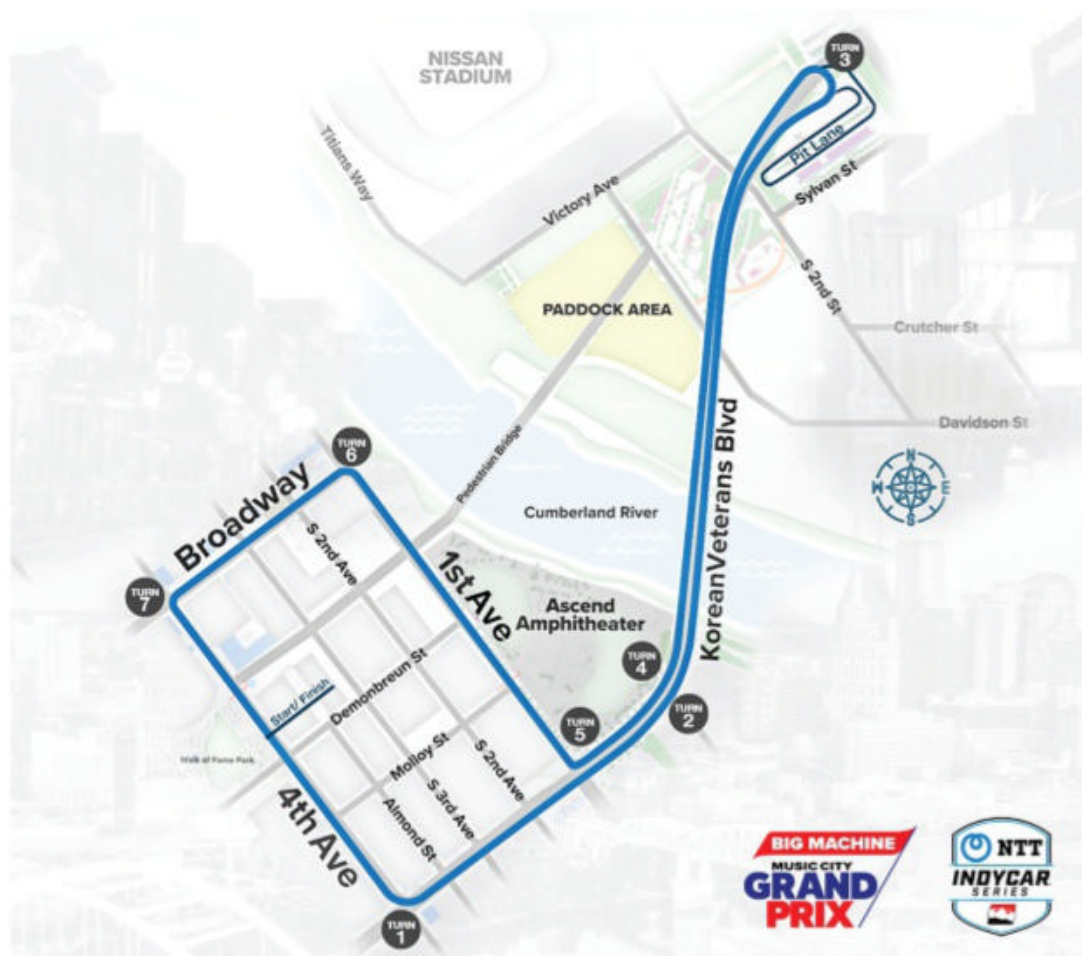 NISSAN
STADIUM
TURN
3
Pit Lane
Sylvan St
Titians Way
Victory Ave
S 2nd St
PADDOCK AREA
Crutcher St
Davidson St
KoreanVeterans Blvd
Pedestrian Bridge
N
E
S
Cumberland River
TURN
6
Broadway
S 2nd Ave
1st Ave
TURN
7
Ascend
Amphitheater
TURN
4
TURN
2
TURN
5
Demonbreun St
Start/ Finish
Molloy St
S 2nd Ave
Walk of Fame Park
S 3rd Ave
Almond St
4th Ave
TURN
1
BIG MACHINE
MUSIC CITY
GRAND
PRIX
NTT
INDYCAR
SERIES